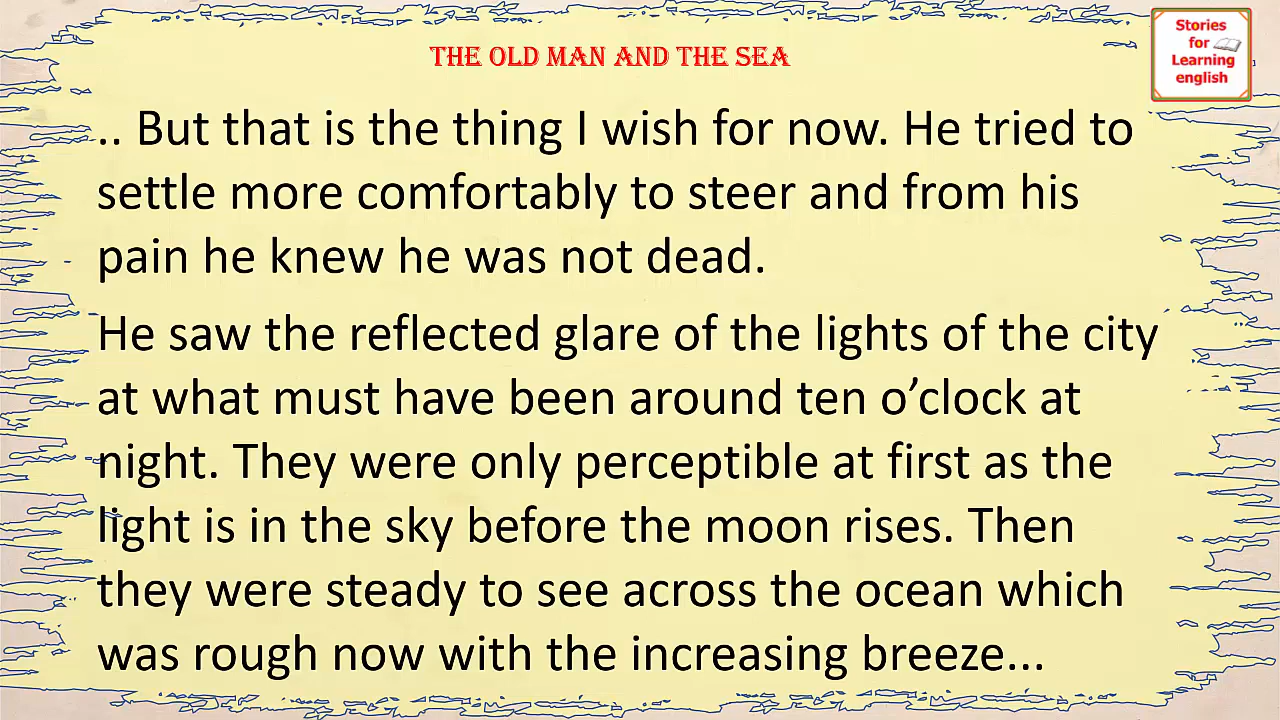 THE OLD MAN AND THE SEA
Stories
for
Learning
english
.. But that is the thing I wish for now. He tried to
settle more comfortably to steer and from his
pain he knew he was not dead.
He saw the reflected glare of the lights of the city
at what must have been around ten o’clock at
night. They were only perceptible at first as the
light is in the sky before the moon rises. Then
they were steady to see across the ocean which
was rough now with the increasing breeze...